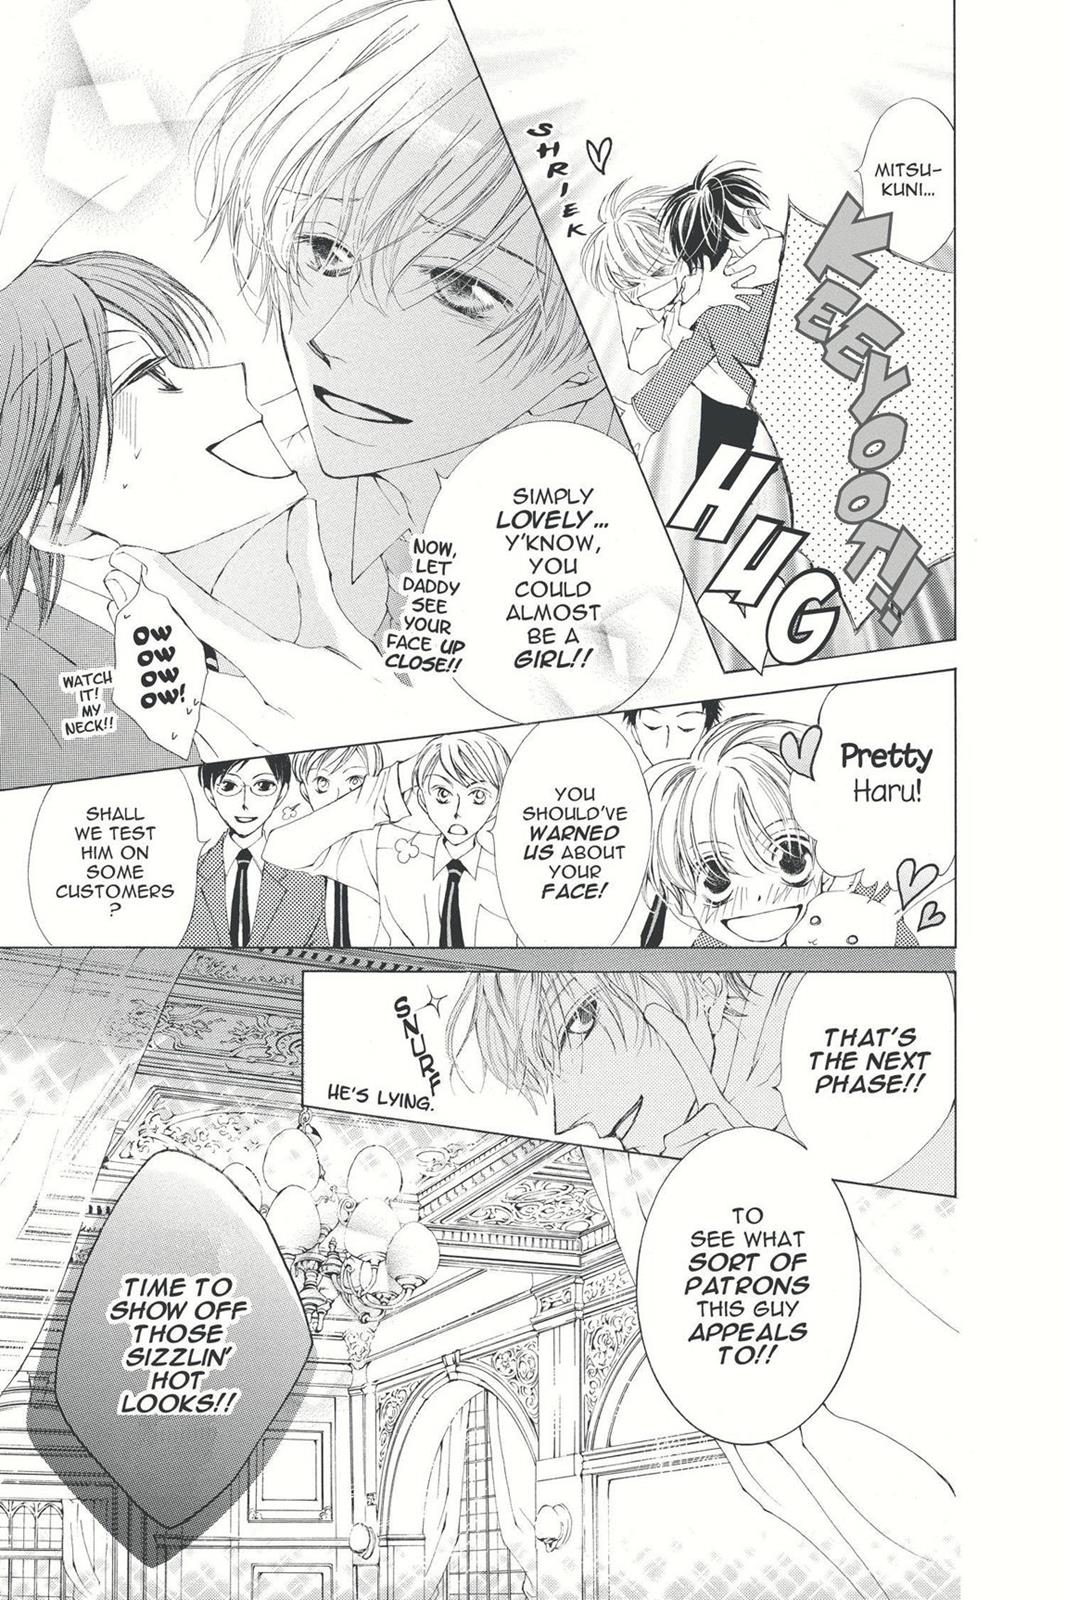 MITSU-
KUNI...
KEEYOOT!!
SHRIEK
HUG
SIMPLY
LOVELY...
Y'KNOW,
YOU
COULD
ALMOST
BE A
GIRL!!
NOW,
LET
DADDY
SEE
YOUR
FACE UP
CLOSE!!
OW
OW
OW
OW!
WATCH
IT!
MY
NECK!!
Pretty
Haru!
YOU
SHOULD'VE
WARNED
US ABOUT
YOUR
FACE!
SHALL
WE TEST
HIM ON
SOME
CUSTOMERS
?
THAT'S
THE NEXT
PHASE!!
SNURF
HE'S LYING.
TO
SEE WHAT
SORT OF
PATRONS
THIS GUY
APPEALS
TO!!
TIME TO
SHOW OFF
THOSE
SIZZLIN'
HOT
LOOKS!!